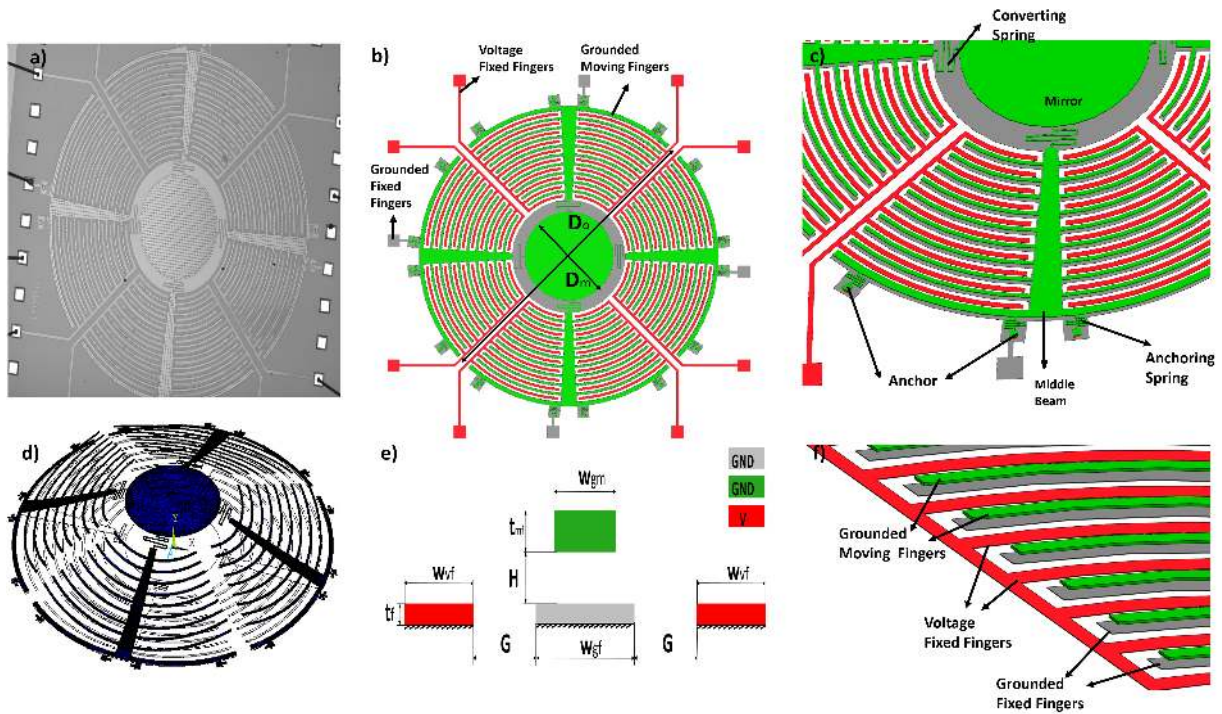 a)
b)
Voltage
Fixed Fingers
Grounded
Moving Fingers
Grounded
Fixed
Fingers
Do
Dm
c)
Converting
Spring
Mirror
Anchor
Middle
Beam
Anchoring
Spring
d)
Y
X
e)
Wgm
H
Wvf
tf
G
Wgf
G
Wvf
GND
GND
V
f)
Grounded
Moving Fingers
Voltage
Fixed Fingers
Grounded
Fixed Fingers